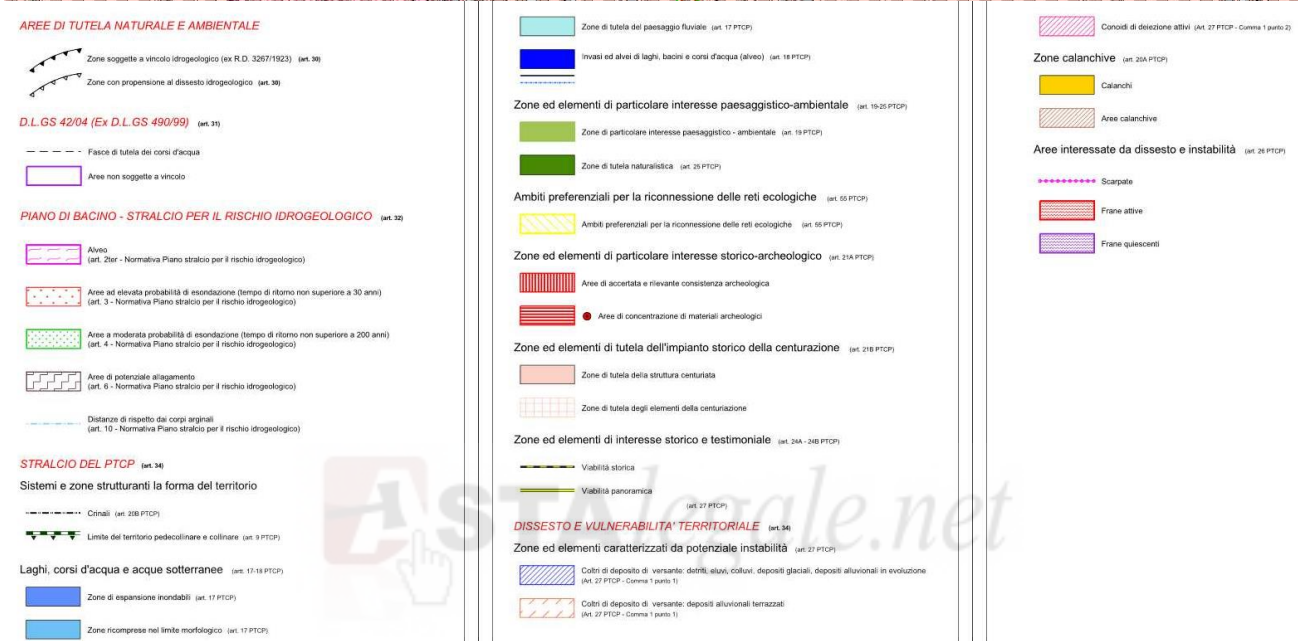 AREE DI TUTELA NATURALE E AMBIENTALE
Zone soggette a vincolo idrogeologico (ex R.D. 3267/1923) (art. 30)
Zone con propensione al dissesto idrogeologico (art. 30)
D.L.GS 42/04 (Ex D.L.GS 490/99) (art. 31)
Fasce di tutela dei corsi d'acqua
Aree non soggette a vincolo
PIANO DI BACINO - STRALCIO PER IL RISCHIO IDROGEOLOGICO (art. 32)
Alveo
(art. 2ter - Normativa Piano stralcio per il rischio idrogeologico)
Aree ad elevata probabilità di esondazione (tempo di ritorno non superiore a 30 anni)
(art. 3 - Normativa Piano stralcio per il rischio idrogeologico)
Aree a moderata probabilità di esondazione (tempo di ritorno non superiore a 200 anni)
(art. 4 - Normativa Piano stralcio per il rischio idrogeologico)
Aree di potenziale allagamento
(art. 6 - Normativa Piano stralcio per il rischio idrogeologico)
Distanze di rispetto dai corpi arginali
(art. 10 - Normativa Piano stralcio per il rischio idrogeologico)
STRALCIO DEL PTCP (art. 34)
Sistemi e zone strutturanti la forma del territorio
Crinali (art. 20B PTCP)
Limite del territorio pedecollinare e collinare (art. 9 PTCP)
Laghi, corsi d'acqua e acque sotterranee (artt. 17-18 PTCP)
Zone di espansione inondabili (art. 17 PTCP)
Zone ricomprese nel limite morfologico (art. 17 PTCP)
Zone di tutela del paesaggio fluviale (art. 17 PTCP)
Invasi ed alvei di laghi, bacini e corsi d'acqua (alveo) (art. 18 PTCP)
Zone ed elementi di particolare interesse paesaggistico-ambientale (art. 19-25 PTCP)
Zone di particolare interesse paesaggistico - ambientale (art. 19 PTCP)
Zone di tutela naturalistica (art. 25 PTCP)
Ambiti preferenziali per la riconnessione delle reti ecologiche (art. 55 PTCP)
Ambiti preferenziali per la riconnessione delle reti ecologiche (art. 55 PTCP)
Zone ed elementi di particolare interesse storico-archeologico (art. 21A PTCP)
Aree di accertata e rilevante consistenza archeologica
Aree di concentrazione di materiali archeologici
Zone ed elementi di tutela dell'impianto storico della centurazione (art. 21B PTCP)
Zone di tutela della struttura centuriata
Zone di tutela degli elementi della centuriazione
Zone ed elementi di interesse storico e testimoniale (art. 24A - 24B PTCP)
Viabilità storica
Viabilità panoramica
(art. 27 PTCP)
DISSESTO E VULNERABILITA' TERRITORIALE (art. 34)
Zone ed elementi caratterizzati da potenziale instabilità (art. 27 PTCP)
Coltri di deposito di versante: detriti, eluvi, colluvi, depositi glaciali, depositi alluvionali in evoluzione
(Art. 27 PTCP - Comma 1 punto 1)
Coltri di deposito di versante: depositi alluvionali terrazzati
(Art. 27 PTCP - Comma 1 punto 1)
Conoidi di deiezione attivi (Art. 27 PTCP - Comma 1 punto 2)
Zone calanchive (art. 20A PTCP)
Calanchi
Aree calanchive
Aree interessate da dissesto e instabilità (art. 26 PTCP)
Scarpate
Frane attive
Frane quiescenti
ASTAlegale.net